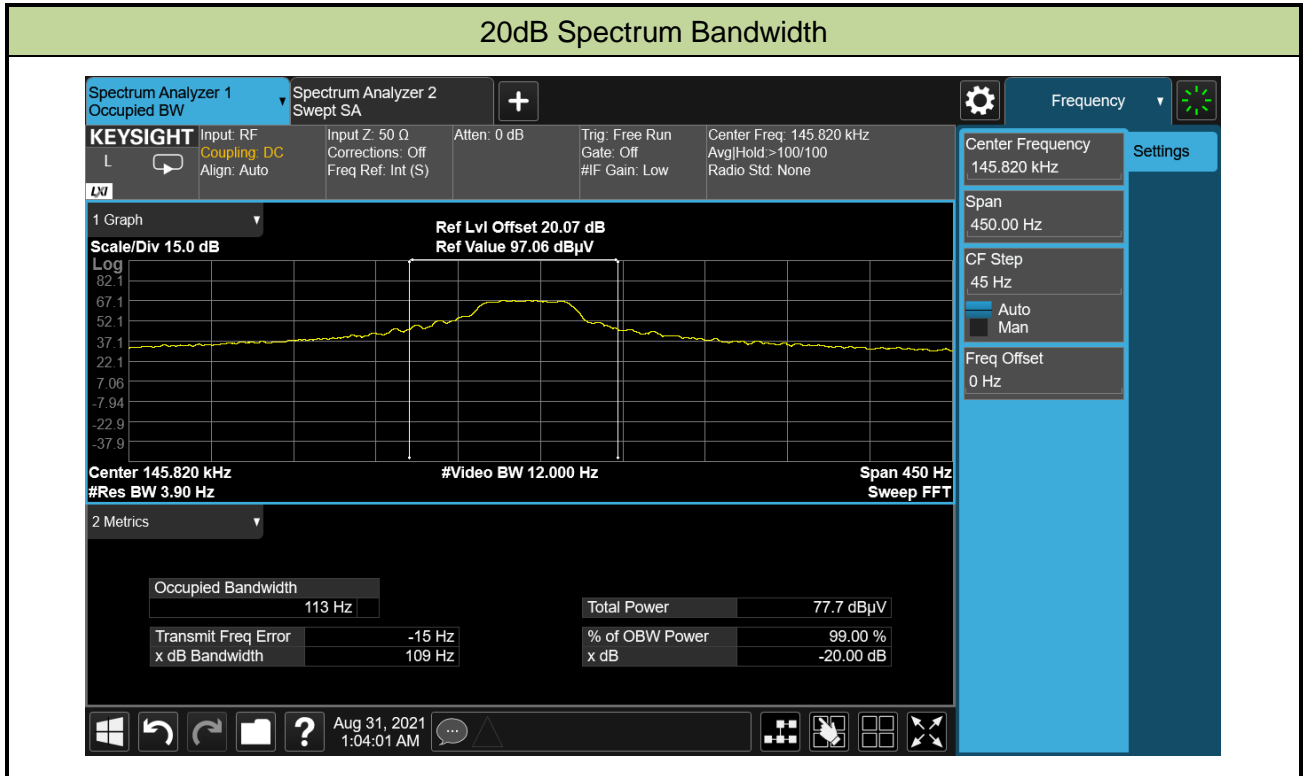 20dB Spectrum Bandwidth
Spectrum Analyzer 1
Occupied BW
Spectrum Analyzer 2
Swept SA
+
Frequency
KEYSIGHT
L
LXI
Input: RF
Coupling: DC
Align: Auto
Input Z: 50 Ω
Corrections: Off
Freq Ref: Int (S)
Atten: 0 dB
Trig: Free Run
Gate: Off
#IF Gain: Low
Center Freq: 145.820 kHz
Avg|Hold:>100/100
Radio Std: None
Center Frequency
145.820 kHz
Settings
Span
450.00 Hz
CF Step
45 Hz
Auto
Man
Freq Offset
0 Hz
1 Graph
Scale/Div 15.0 dB
Ref Lvl Offset 20.07 dB
Ref Value 97.06 dBµV
Log
82.1
67.1
52.1
37.1
22.1
7.06
-7.94
-22.9
-37.9
Center 145.820 kHz
#Video BW 12.000 Hz
Span 450 Hz
#Res BW 3.90 Hz
Sweep FFT
2 Metrics
Occupied Bandwidth
113 Hz
Total Power 77.7 dBµV
Transmit Freq Error -15 Hz
% of OBW Power 99.00 %
x dB Bandwidth 109 Hz
x dB -20.00 dB
?
Aug 31, 2021
1:04:01 AM